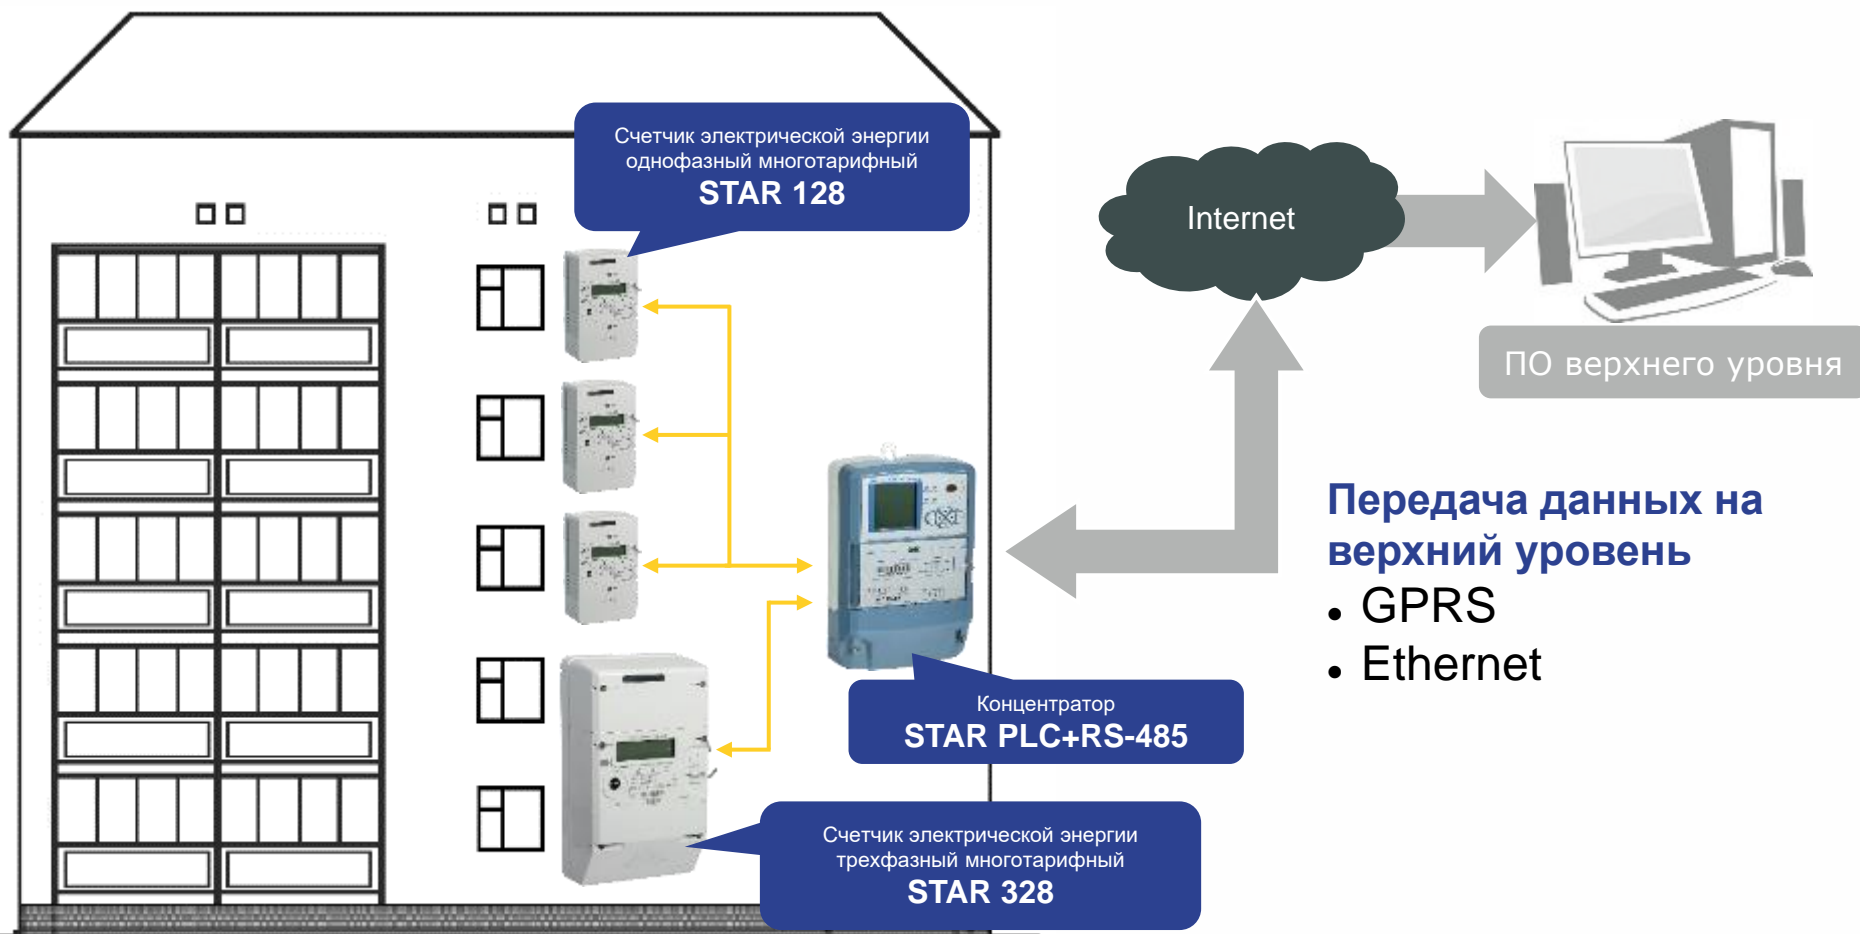 Счетчик электрической энергии
однофазный многотарифный
STAR 128
Internet
ПО верхнего уровня
Передача данных на
верхний уровень
• GPRS
• Ethernet
Концентратор
STAR PLC+RS-485
Счетчик электрической энергии
трехфазный многотарифный
STAR 328